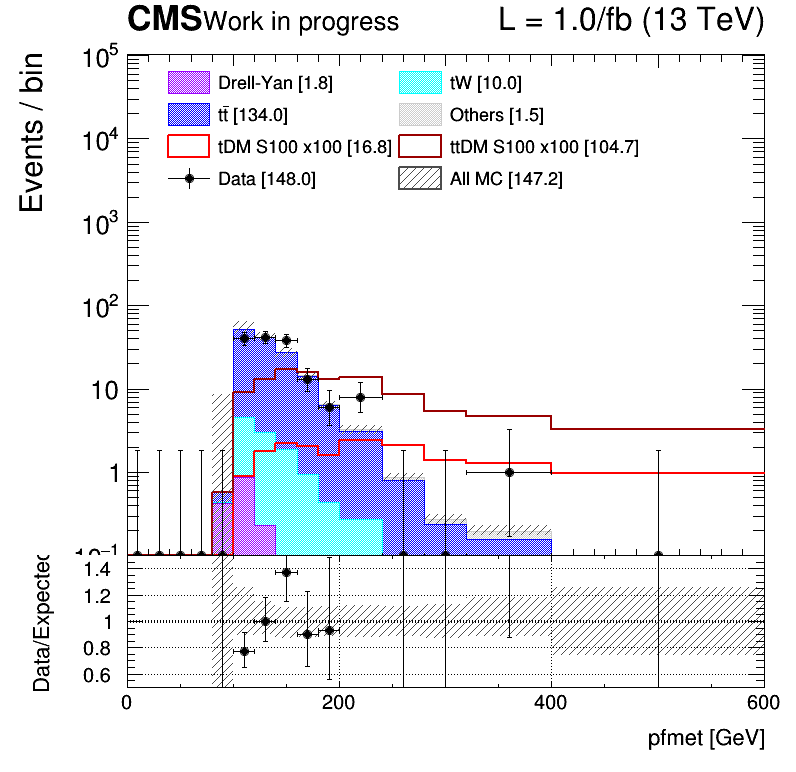 CMS Work in progress L = 1.0/fb (13 TeV)
Events / bin
10⁵
10⁴
10³
10²
10
1
10⁻¹
Drell-Yan [1.8] tW [10.0]
tt̄ [134.0] Others [1.5]
tDM S100 x100 [16.8] ttDM S100 x100 [104.7]
Data [148.0] All MC [147.2]
Data/Expected
1.4
1.2
1
0.8
0.6
0 200 400 600
pfmet [GeV]